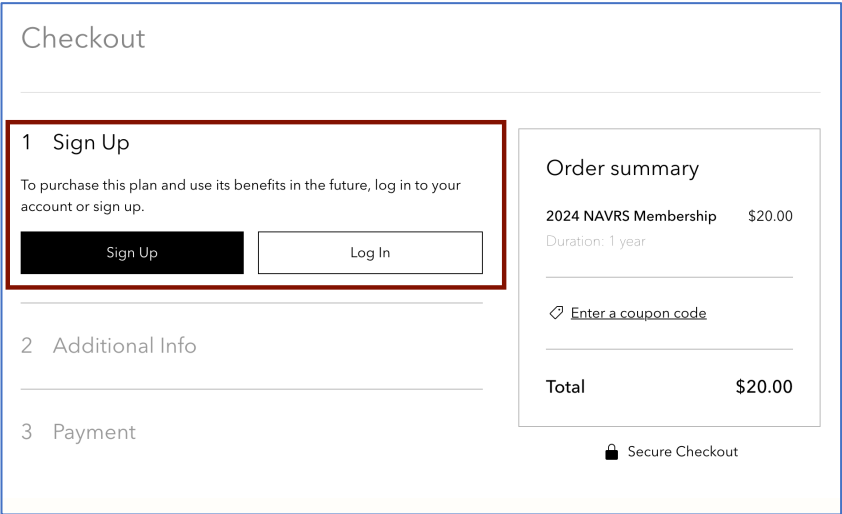 Checkout
1 Sign Up
To purchase this plan and use its benefits in the future, log in to your
account or sign up.
Sign Up
Log In
2 Additional Info
3 Payment
Order summary
2024 NAVRS Membership $20.00
Duration: 1 year
Enter a coupon code
Total $20.00
Secure Checkout